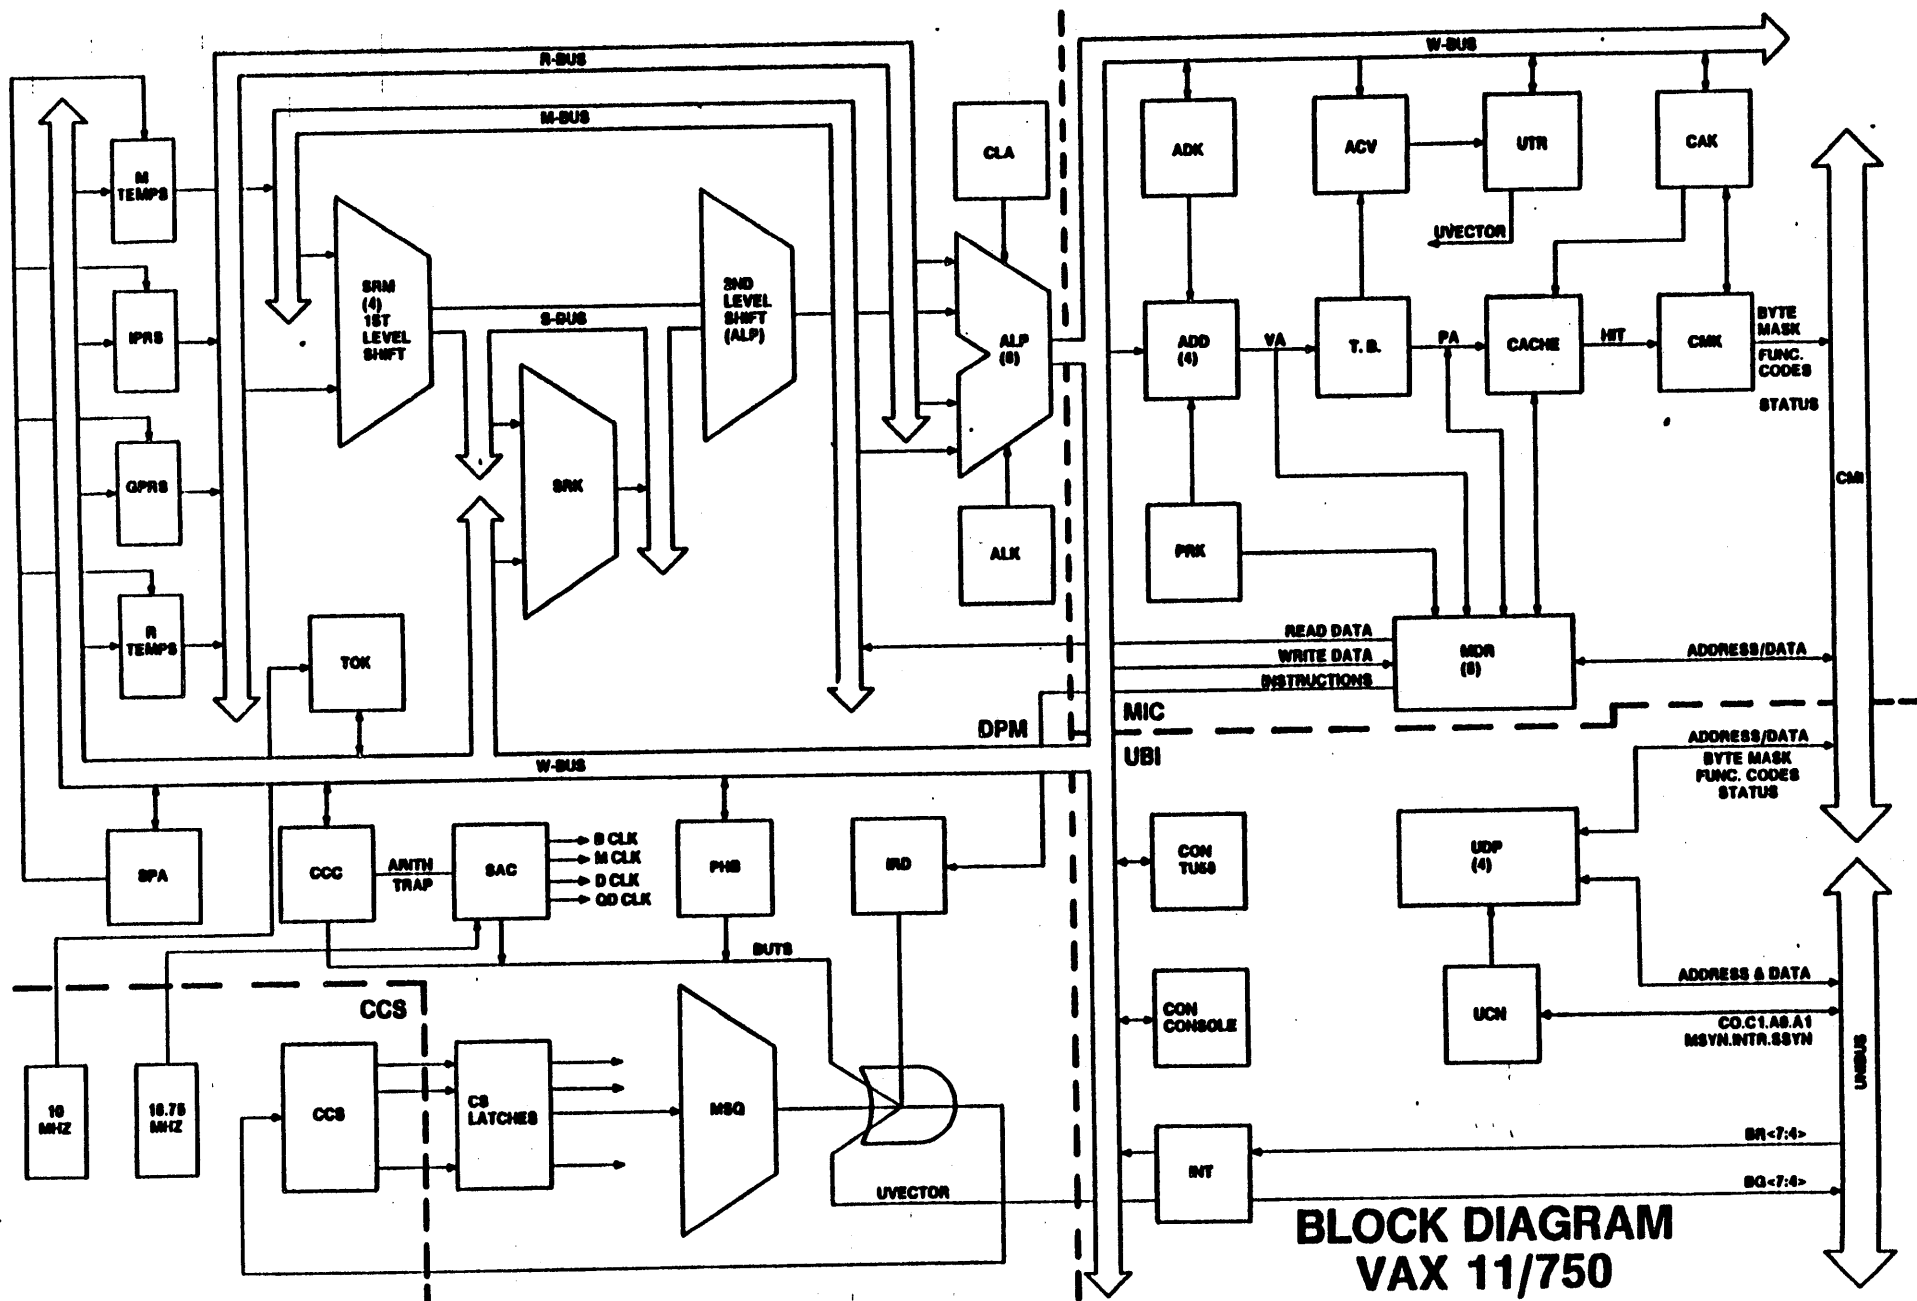 W-BUS
R-BUS
M-BUS
M
TEMPS
CLA
ADK
ACV
UTR
CAK
UVECTOR
SRM
(4)
1ST
LEVEL
SHIFT
2ND
LEVEL
SHIFT
(ALP)
S-BUS
ALP
(8)
IPRS
ADD
(4)
VA
T. B.
PA
CACHE
HIT
CMK
BYTE
MASK
FUNC.
CODES
STATUS
GPRS
SRK
ALK
PRK
CMI
R
TEMPS
TOK
READ DATA
WRITE DATA
INSTRUCTIONS
MDR
(8)
ADDRESS/DATA
DPM
MIC
UBI
W-BUS
ADDRESS/DATA
BYTE MASK
FUNC. CODES
STATUS
SPA
CCC
ARITH
TRAP
SAC
B CLK
M CLK
D CLK
QD CLK
PHB
IRD
CON
TU58
UDP
(4)
BUTS
ADDRESS & DATA
CCS
CON
CONSOLE
UCN
C0.C1.A0.A1
MSYN.INTR.SSYN
UNIBUS
10
MHZ
18.75
MHZ
CCS
CS
LATCHES
MSQ
INT
BR<7:4>
BG<7:4>
UVECTOR
BLOCK DIAGRAM
VAX 11/750